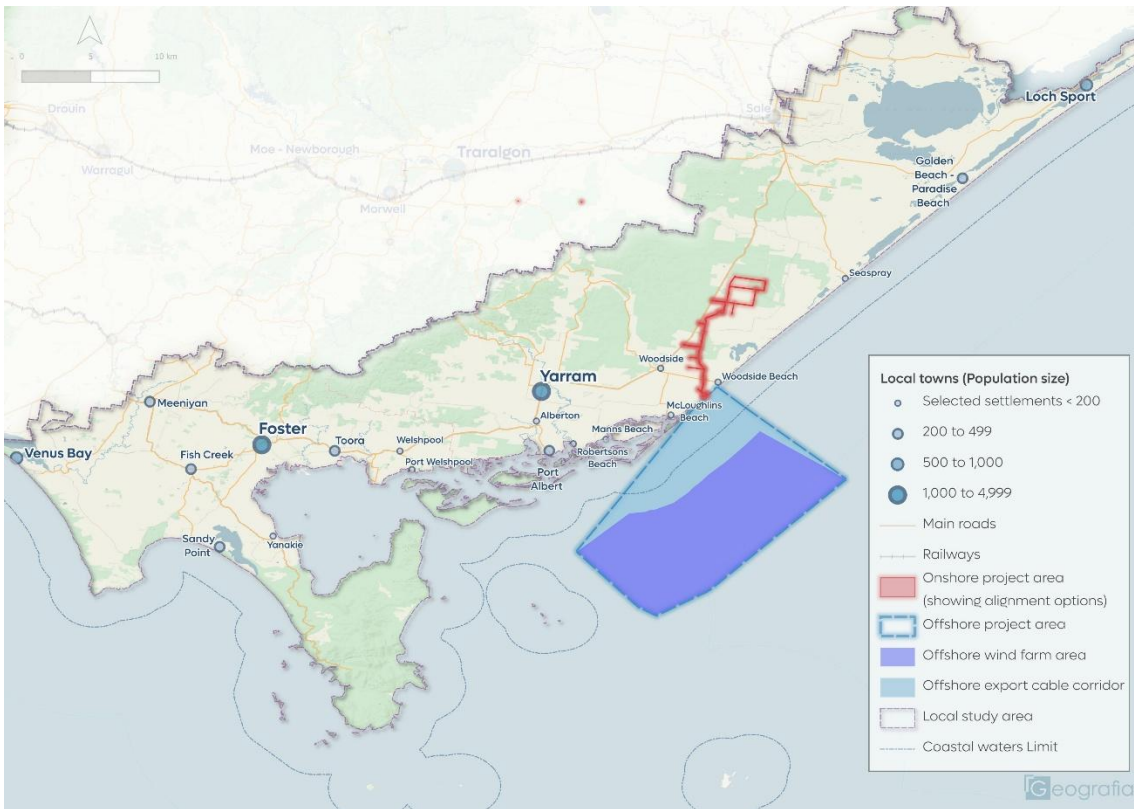 0 5 10 km
Drouin
Warragul
Moe - Newborough
Traralgon
Morwell
Sale
Loch Sport
Golden
Beach -
Paradise
Beach
Seaspray
Woodside
Woodside Beach
McLoughlins
Beach
Yarram
Alberton
Manns Beach
Robertsons
Beach
Port
Albert
Meeniyan
Foster
Toora
Welshpool
Port Welshpool
Venus Bay
Fish Creek
Sandy
Point
Yanakie
Local towns (Population size)
Selected settlements < 200
200 to 499
500 to 1,000
1,000 to 4,999
Main roads
Railways
Onshore project area
(showing alignment options)
Offshore project area
Offshore wind farm area
Offshore export cable corridor
Local study area
Coastal waters Limit
Geografia